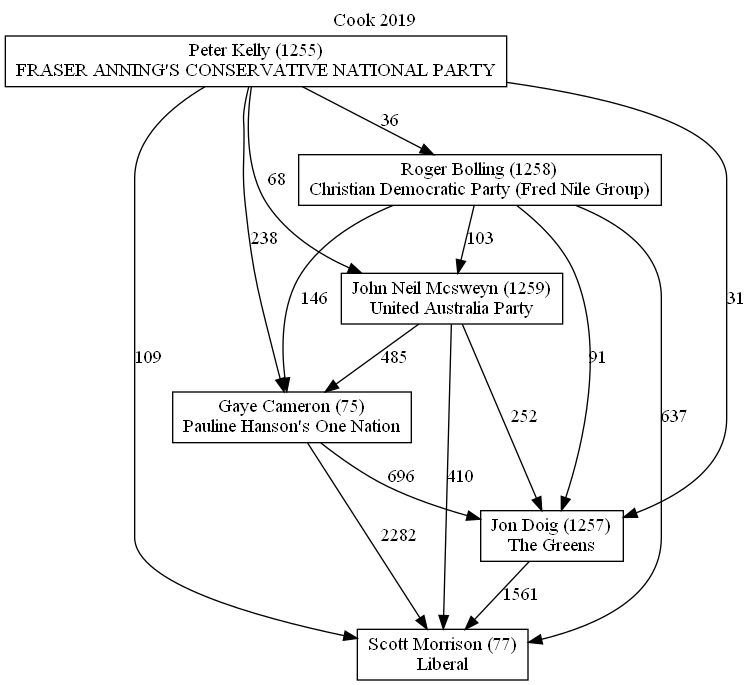 Cook 2019
Peter Kelly (1255)
FRASER ANNING'S CONSERVATIVE NATIONAL PARTY
36
Roger Bolling (1258)
Christian Democratic Party (Fred Nile Group)
68
238
103
146
31
John Neil Mcsweyn (1259)
United Australia Party
109
485
91
Gaye Cameron (75)
Pauline Hanson's One Nation
252
637
696
410
2282
Jon Doig (1257)
The Greens
1561
Scott Morrison (77)
Liberal